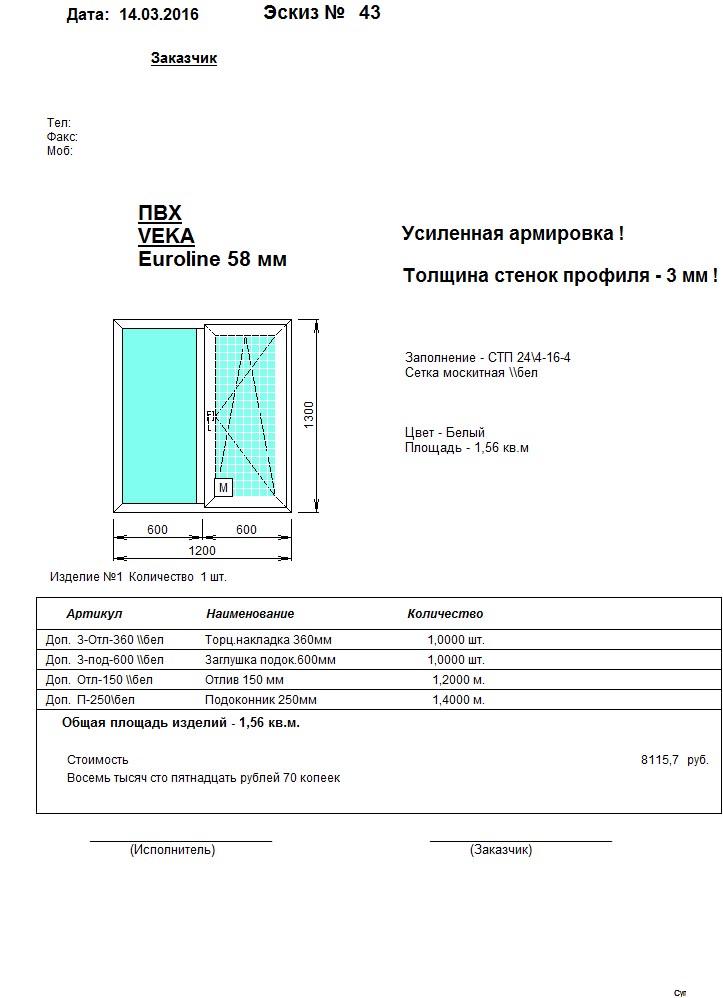 Дата: 14.03.2016 Эскиз № 43
Заказчик
Тел:
Факс:
Моб:
ПВХ
VEKA
Euroline 58 мм
Усиленная армировка !
Толщина стенок профиля - 3 мм !
Заполнение - СТП 24\4-16-4
Сетка москитная \\бел
Цвет - Белый
Площадь - 1,56 кв.м
1300
М
600 600
1200
Изделие №1 Количество 1 шт.
Артикул Наименование Количество
Доп. З-Отл-360 \\бел Торц.накладка 360мм 1,0000 шт.
Доп. З-под-600 \\бел Заглушка подок.600мм 1,0000 шт.
Доп. Отл-150 \\бел Отлив 150 мм 1,2000 м.
Доп. П-250\бел Подоконник 250мм 1,4000 м.
Общая площадь изделий - 1,56 кв.м.
Стоимость 8115,7 руб.
Восемь тысяч сто пятнадцать рублей 70 копеек
(Исполнитель) (Заказчик)